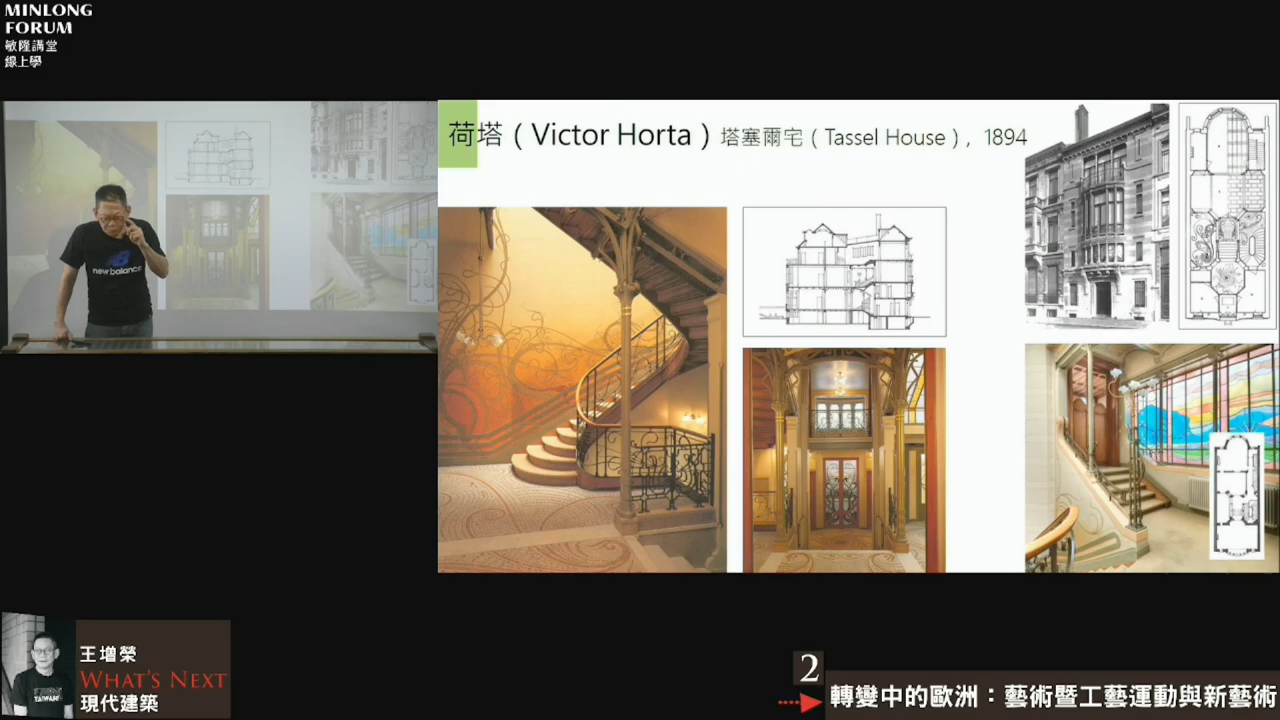 MINLONG
FORUM
敏隆講堂
線上學
荷塔（Victor Horta）塔塞爾宅（Tassel House）, 1894
new balance
王增榮
WHAT'S NEXT
現代建築
TAIWAN
2
轉變中的歐洲：藝術暨工藝運動與新藝術